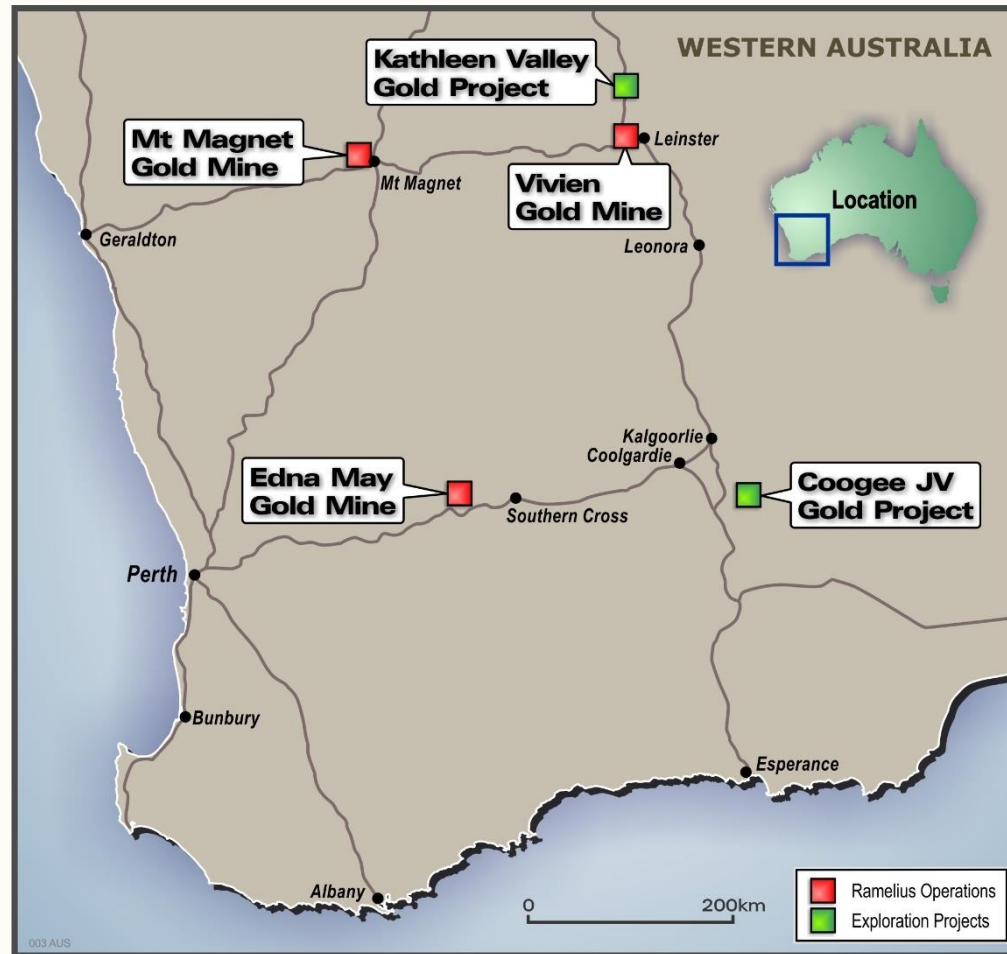 WESTERN AUSTRALIA
Kathleen Valley
Gold Project
Mt Magnet
Gold Mine
Leinster
Mt Magnet
Vivien
Gold Mine
Location
Geraldton
Leonora
Kalgoorlie
Coolgardie
Edna May
Gold Mine
Coogee JV
Gold Project
Southern Cross
Perth
Bunbury
Esperance
Albany
0 200km
Ramelius Operations
Exploration Projects
003 AUS